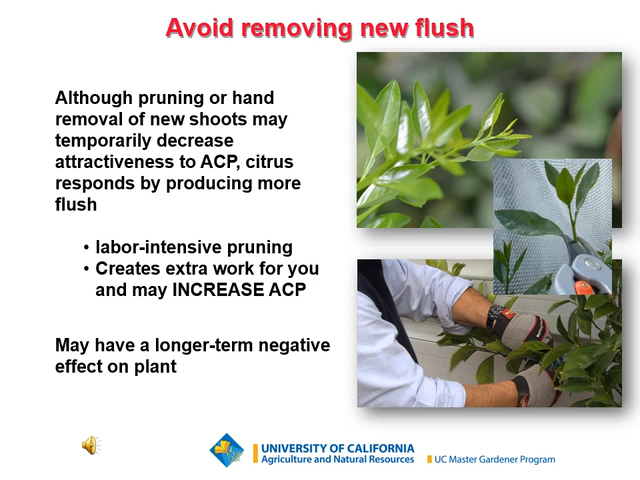 Avoid removing new flush
Although pruning or hand
removal of new shoots may
temporarily decrease
attractiveness to ACP, citrus
responds by producing more
flush
• labor-intensive pruning
• Creates extra work for you
and may INCREASE ACP
May have a longer-term negative
effect on plant
UNIVERSITY OF CALIFORNIA
Agriculture and Natural Resources
UC Master Gardener Program